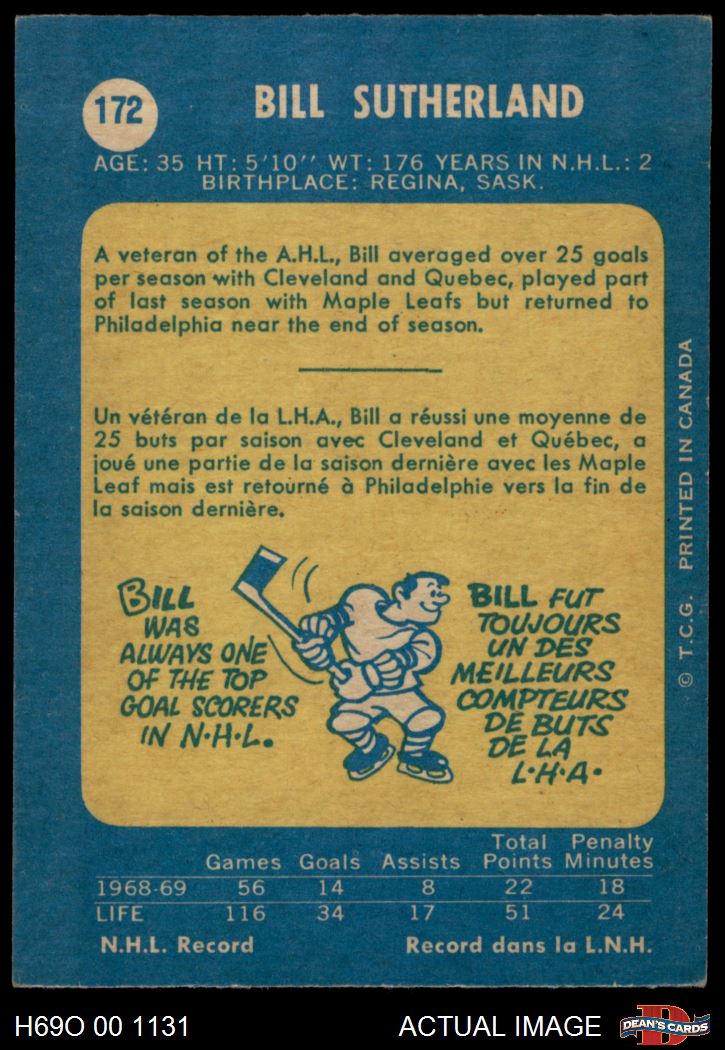 172
BILL SUTHERLAND
AGE: 35 HT: 5'10'' WT: 176 YEARS IN N.H.L.: 2
BIRTHPLACE: REGINA, SASK.
A veteran of the A.H.L., Bill averaged over 25 goals
per season with Cleveland and Quebec, played part
of last season with Maple Leafs but returned to
Philadelphia near the end of season.
Un vétéran de la L.H.A., Bill a réussi une moyenne de
25 buts par saison avec Cleveland et Québec, a
joué une partie de la saison dernière avec les Maple
Leaf mais est retourné à Philadelphie vers la fin de
la saison dernière.
BILL
WAS
ALWAYS ONE
OF THE TOP
GOAL SCORERS
IN N.H.L.
BILL FUT
TOUJOURS
UN DES
MEILLEURS
COMPTEURS
DE BUTS
DE LA
L.H.A.
© T.C.G. PRINTED IN CANADA
Total Penalty
Games Goals Assists Points Minutes
1968-69 56 14 8 22 18
LIFE 116 34 17 51 24
N.H.L. Record Record dans la L.N.H.
H69O 00 1131 ACTUAL IMAGE
D
DEAN'S CARDS